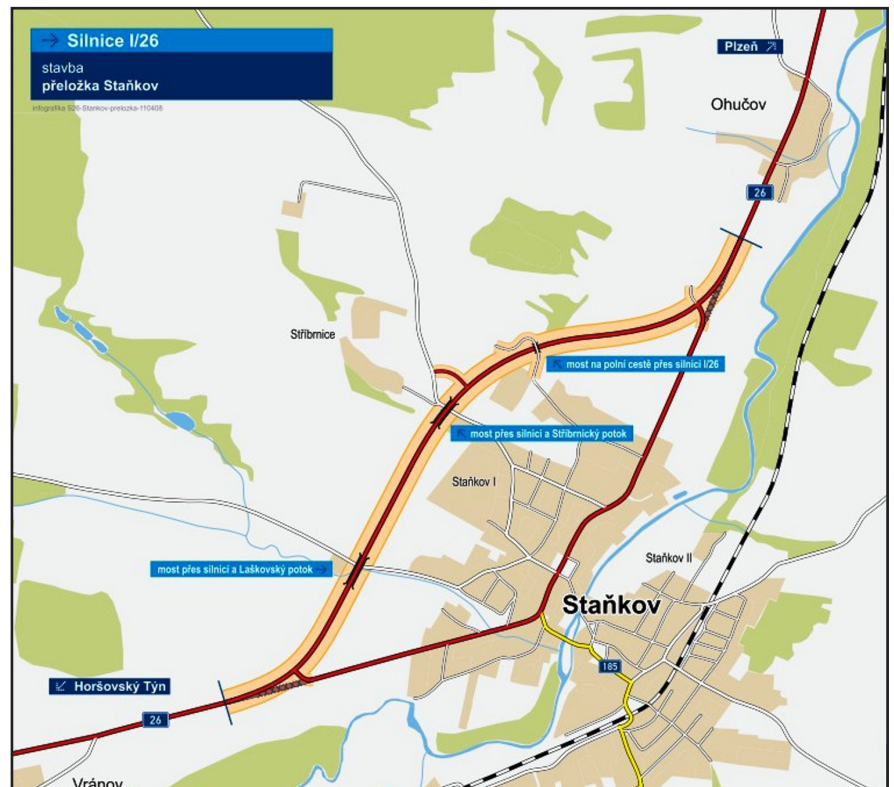 Silnice I/26
stavba
přeložka Staňkov
infografika S26-Stankov-prelozka-110408
Plzeň
Ohučov
26
Stříbrnice
most na polní cestě přes silnici I/26
most přes silnici a Stříbrnický potok
Staňkov I
most přes silnici a Laškovský potok
Staňkov II
Staňkov
185
Horšovský Týn
26
Vránov